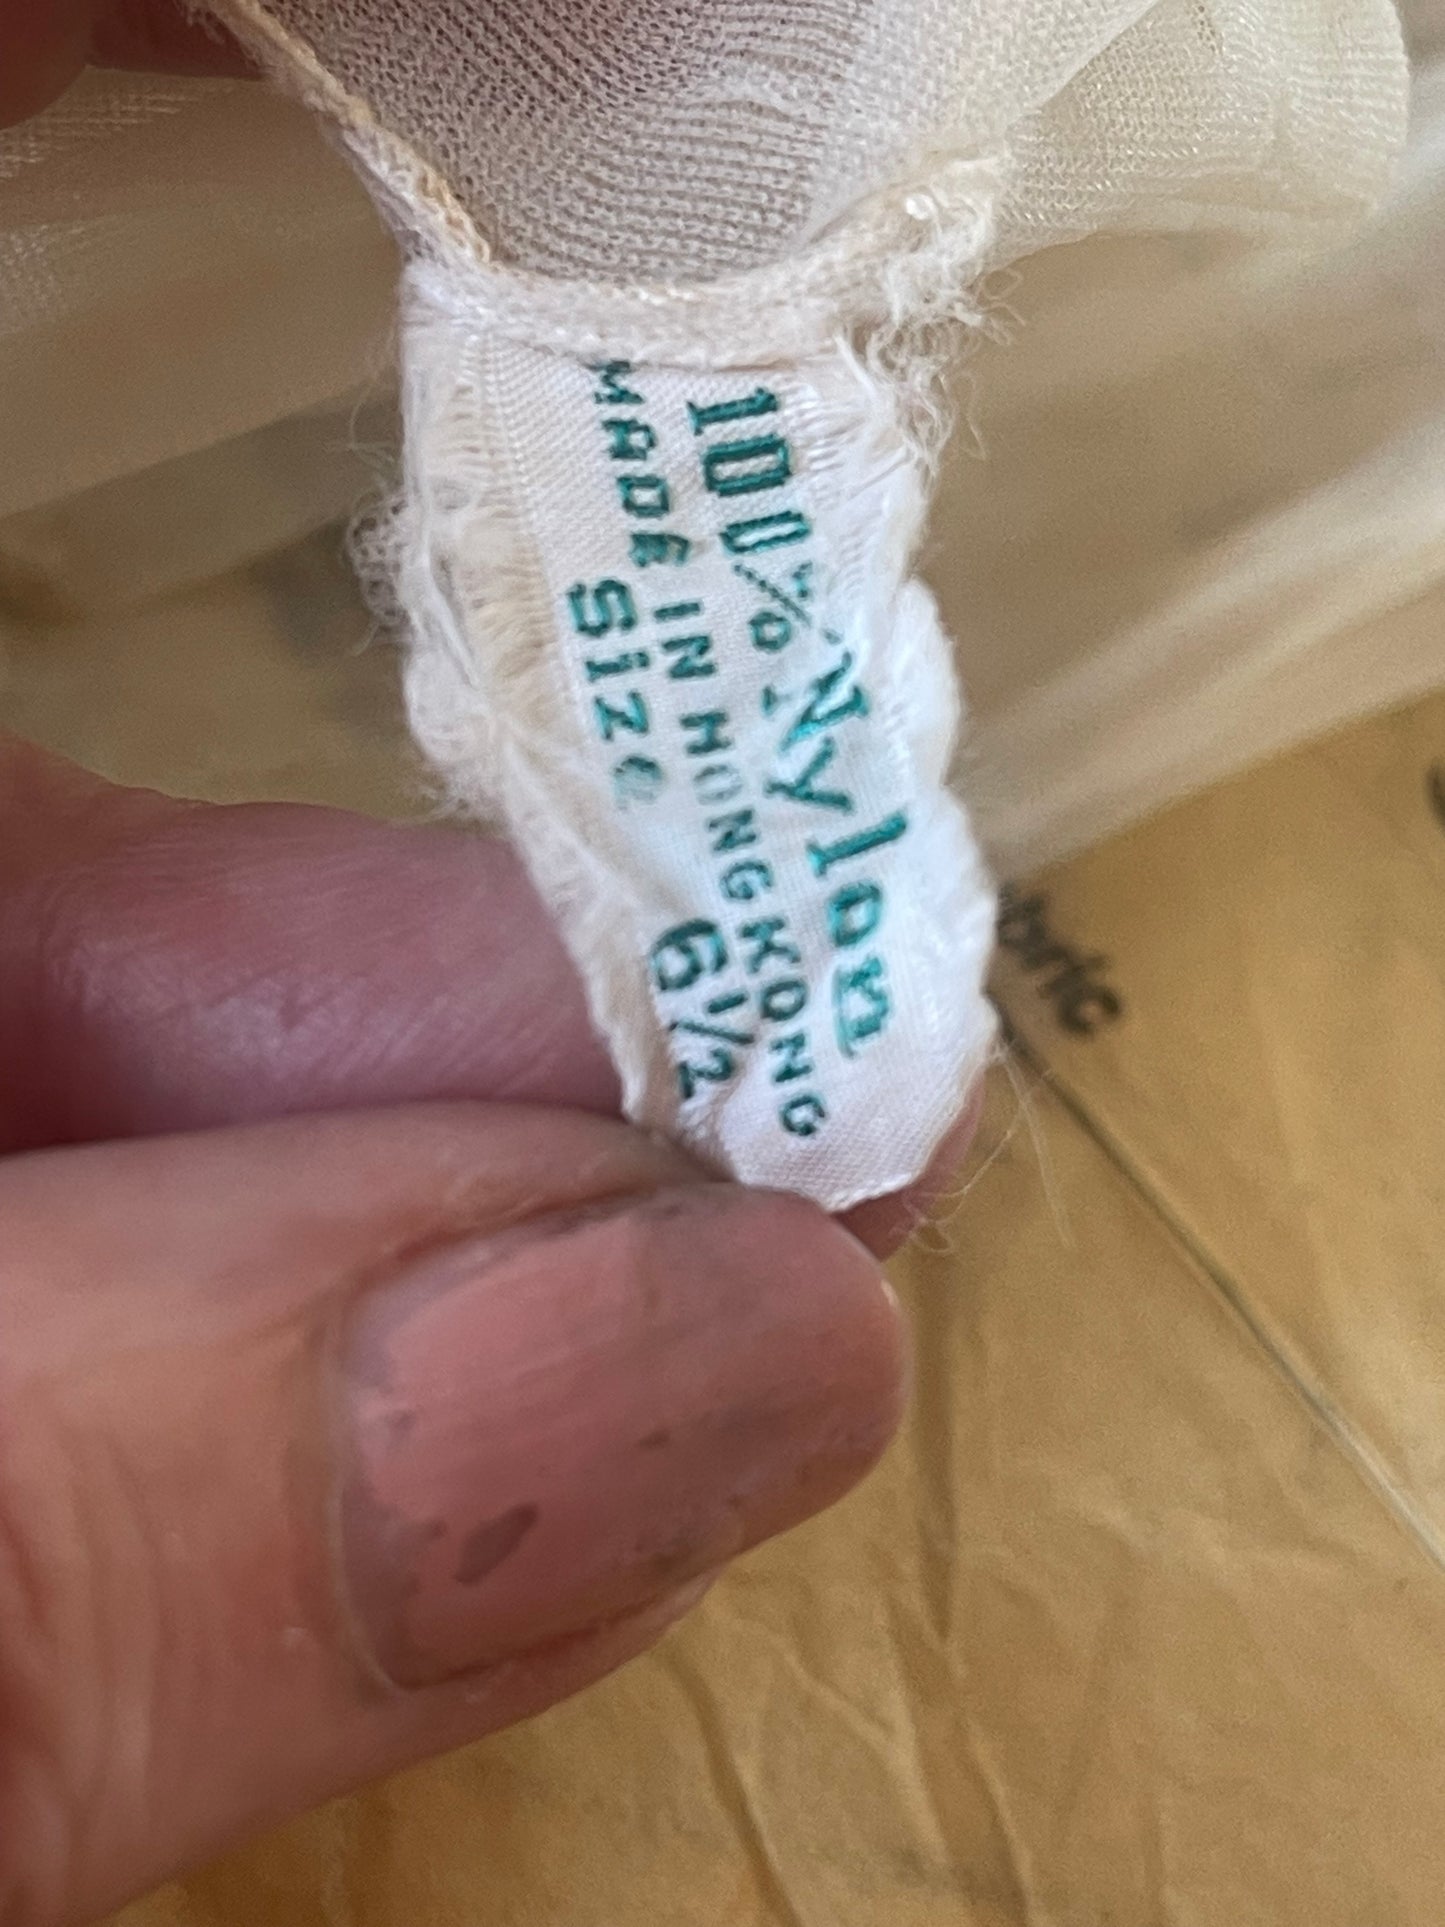 100% Nylon
MADE IN HONG KONG
Size 6½